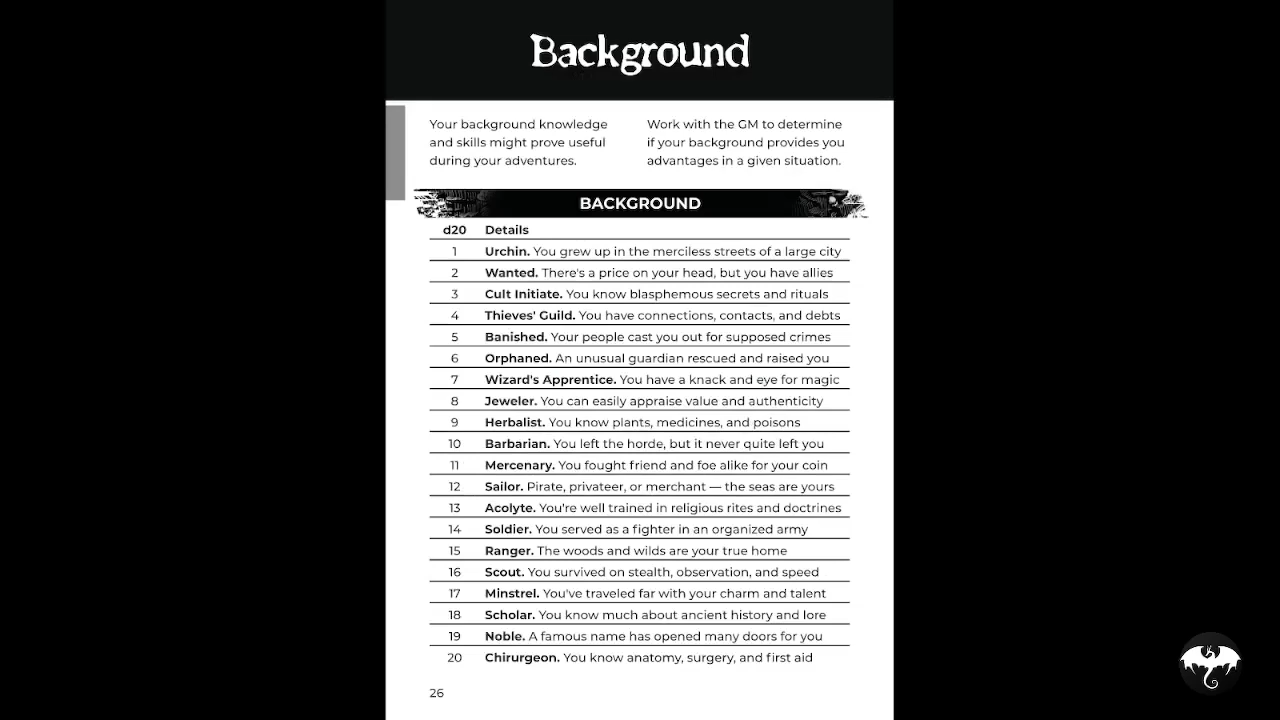 Background
Your background knowledge
and skills might prove useful
during your adventures.
Work with the GM to determine
if your background provides you
advantages in a given situation.
BACKGROUND
d20 Details
1 Urchin. You grew up in the merciless streets of a large city
2 Wanted. There's a price on your head, but you have allies
3 Cult Initiate. You know blasphemous secrets and rituals
4 Thieves' Guild. You have connections, contacts, and debts
5 Banished. Your people cast you out for supposed crimes
6 Orphaned. An unusual guardian rescued and raised you
7 Wizard's Apprentice. You have a knack and eye for magic
8 Jeweler. You can easily appraise value and authenticity
9 Herbalist. You know plants, medicines, and poisons
10 Barbarian. You left the horde, but it never quite left you
11 Mercenary. You fought friend and foe alike for your coin
12 Sailor. Pirate, privateer, or merchant — the seas are yours
13 Acolyte. You're well trained in religious rites and doctrines
14 Soldier. You served as a fighter in an organized army
15 Ranger. The woods and wilds are your true home
16 Scout. You survived on stealth, observation, and speed
17 Minstrel. You've traveled far with your charm and talent
18 Scholar. You know much about ancient history and lore
19 Noble. A famous name has opened many doors for you
20 Chirurgeon. You know anatomy, surgery, and first aid
26